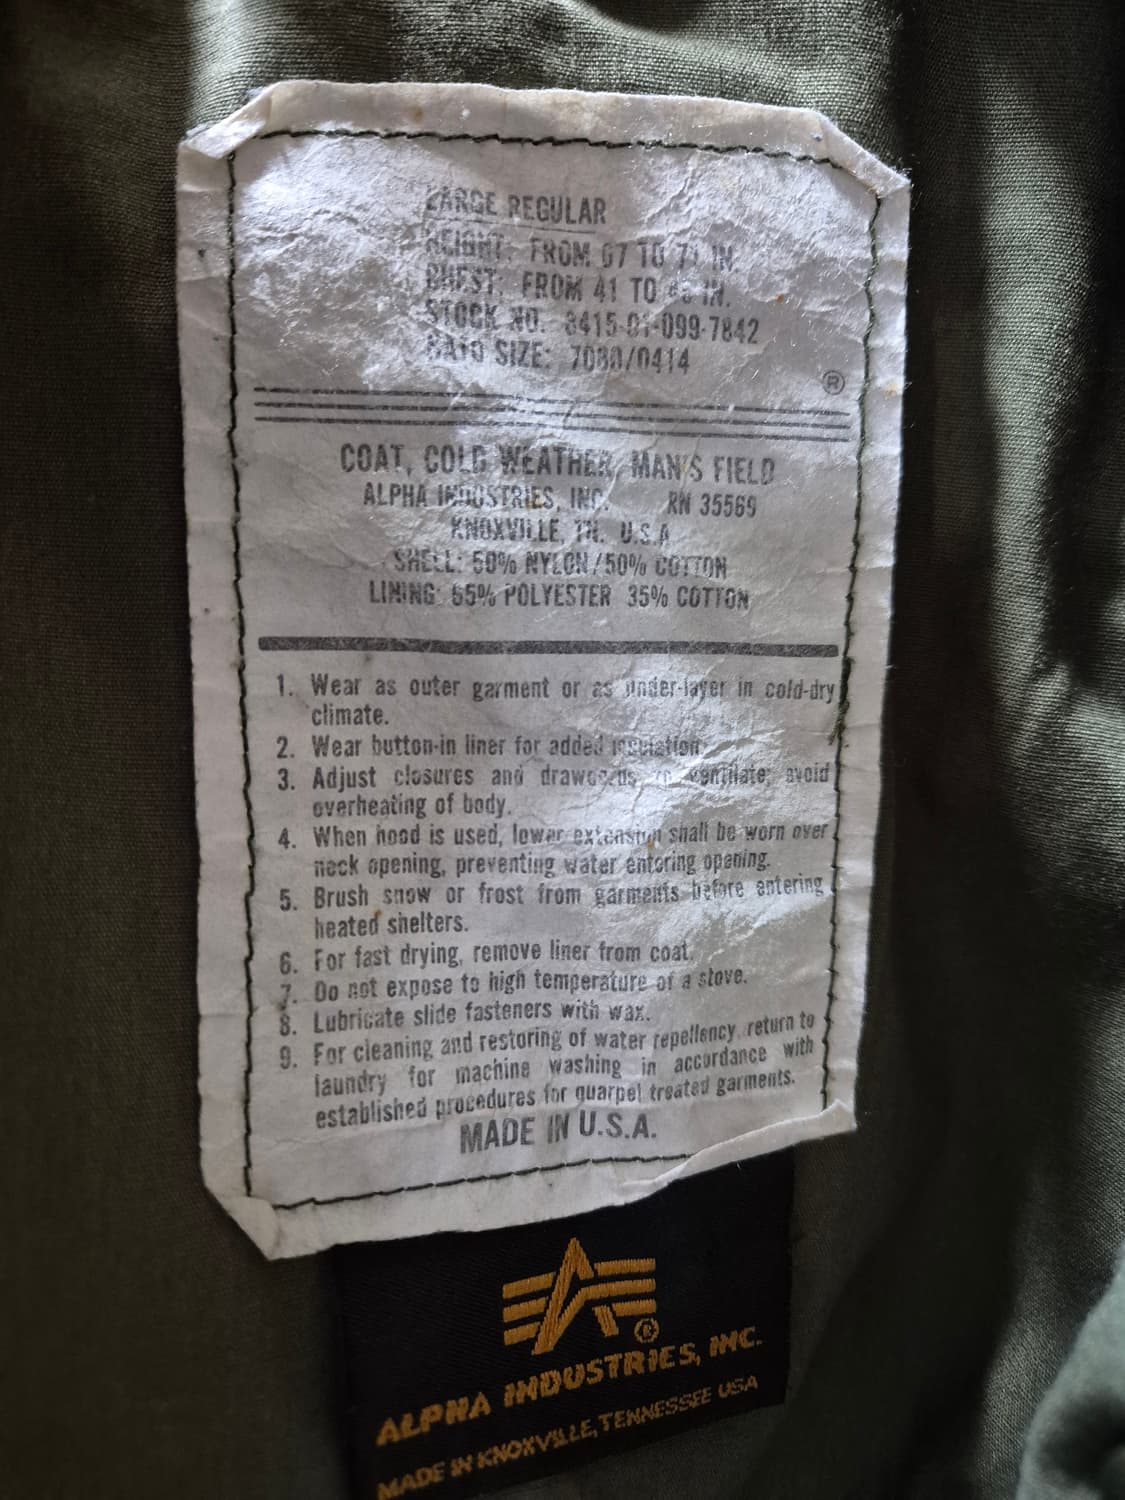 LARGE REGULAR
HEIGHT: FROM 67 TO 71 IN.
CHEST: FROM 41 TO IN.
STOCK NO. 8415-01-099-7842
NATO SIZE: 7080/0414
®
COAT, COLD WEATHER, MAN'S FIELD
ALPHA INDUSTRIES, INC. RN 35569
KNOXVILLE, TN. U.S.A
SHELL: 50% NYLON/50% COTTON
LINING: 65% POLYESTER 35% COTTON
1. Wear as outer garment or as under-layer in cold-dry
climate.
2. Wear button-in liner for added insulation.
3. Adjust closures and drawcords to ventilate; avoid
overheating of body.
4. When hood is used, lower extension shall be worn over
neck opening, preventing water entering opening.
5. Brush snow or frost from garments before entering
heated shelters.
6. For fast drying, remove liner from coat.
7. Do not expose to high temperature of a stove.
8. Lubricate slide fasteners with wax.
9. For cleaning and restoring of water repellency, return to
laundry for machine washing in accordance with
established procedures for quarpel treated garments.
MADE IN U.S.A.
®
ALPHA INDUSTRIES, INC.
MADE IN KNOXVILLE, TENNESSEE USA